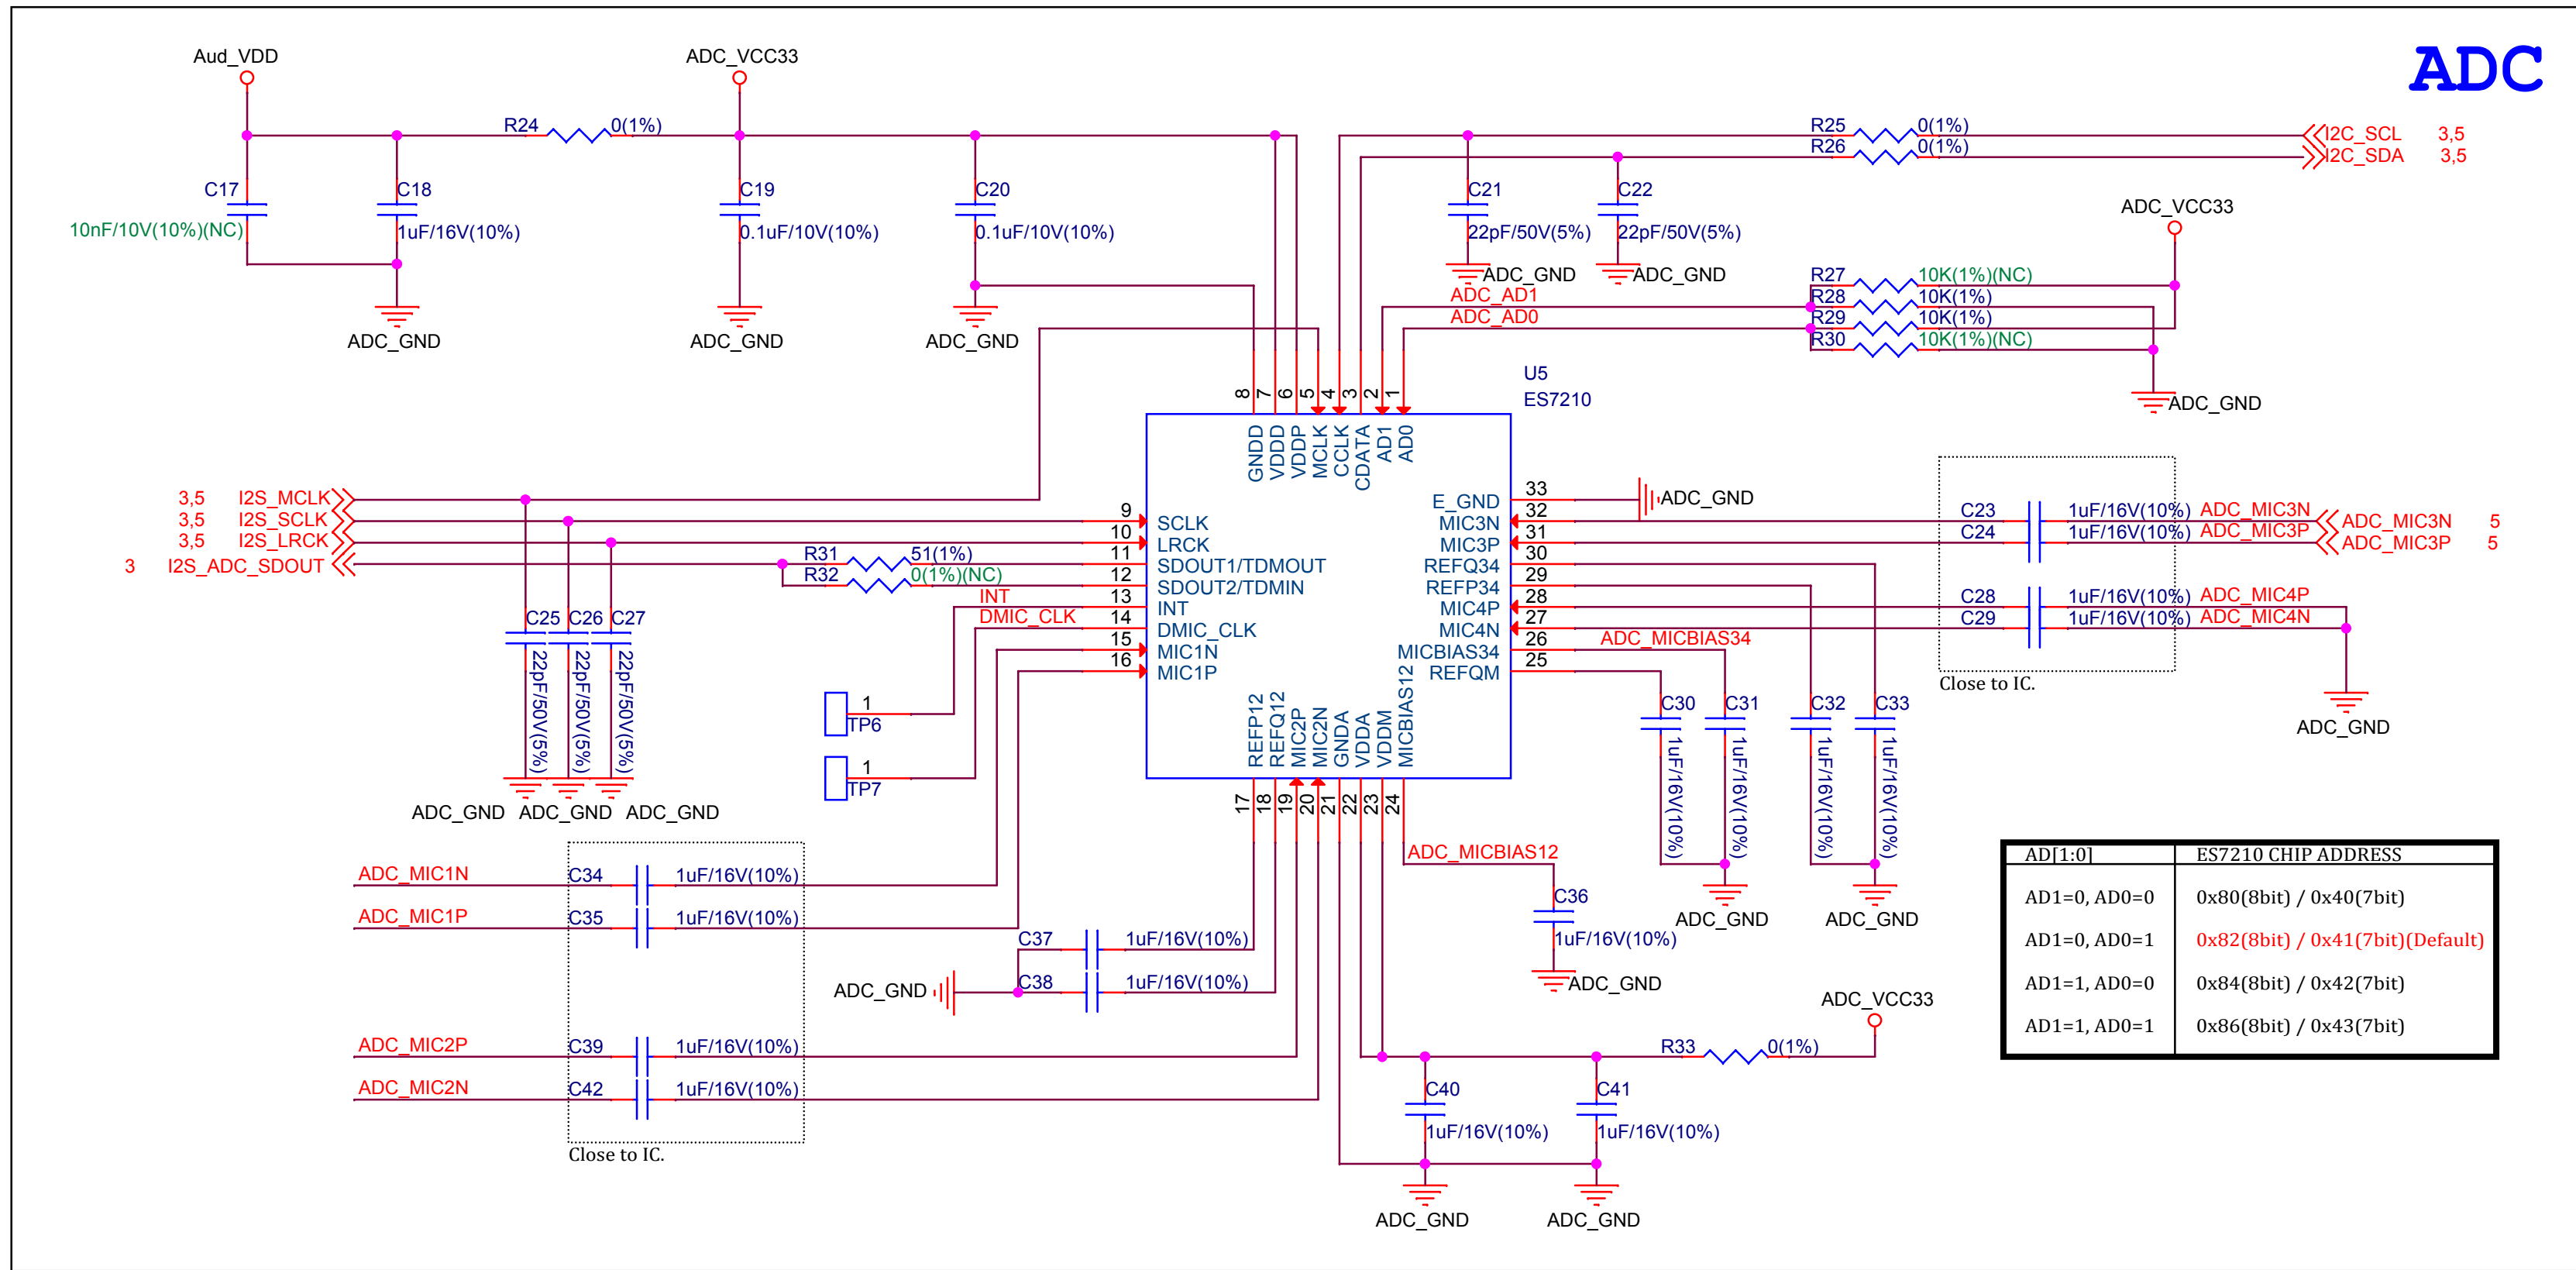 ADC
Aud_VDD
ADC_VCC33
R24
0(1%)
C17
10nF/10V(10%)(NC)
C18
1uF/16V(10%)
ADC_GND
C19
0.1uF/10V(10%)
ADC_GND
C20
0.1uF/10V(10%)
ADC_GND
R25
0(1%)
I2C_SCL 3,5
R26
0(1%)
I2C_SDA 3,5
C21
22pF/50V(5%)
ADC_GND
C22
22pF/50V(5%)
ADC_GND
ADC_VCC33
R27
10K(1%)(NC)
ADC_AD1
R28
10K(1%)
ADC_AD0
R29
10K(1%)
R30
10K(1%)(NC)
ADC_GND
U5
ES7210
8
7
6
5
4
3
2
1
GNDD
VDDD
VDDP
MCLK
CCLK
CDATA
AD1
AD0
3,5 I2S_MCLK
3,5 I2S_SCLK
3,5 I2S_LRCK
3 I2S_ADC_SDOUT
R31
51(1%)
R32
0(1%)(NC)
INT
DMIC_CLK
9 SCLK
10 LRCK
11 SDOUT1/TDMOUT
12 SDOUT2/TDMIN
13 INT
14 DMIC_CLK
15 MIC1N
16 MIC1P
E_GND 33
MIC3N 32
MIC3P 31
REFQ34 30
REFP34 29
MIC4P 28
MIC4N 27
MICBIAS34 26
REFQM 25
ADC_GND
C23
1uF/16V(10%)
ADC_MIC3N
ADC_MIC3N 5
C24
1uF/16V(10%)
ADC_MIC3P
ADC_MIC3P 5
C28
1uF/16V(10%)
ADC_MIC4P
C29
1uF/16V(10%)
ADC_MIC4N
Close to IC.
ADC_GND
ADC_MICBIAS34
C25
22pF/50V(5%)
C26
22pF/50V(5%)
C27
22pF/50V(5%)
ADC_GND
ADC_GND
ADC_GND
1
TP6
1
TP7
REFP12
REFQ12
MIC2P
MIC2N
GNDA
VDDA
VDDM
MICBIAS12
17
18
19
20
21
22
23
24
C30
1uF/16V(10%)
C31
1uF/16V(10%)
ADC_GND
C32
1uF/16V(10%)
C33
1uF/16V(10%)
ADC_GND
ADC_MICBIAS12
C36
1uF/16V(10%)
ADC_GND
ADC_MIC1N
C34
1uF/16V(10%)
ADC_MIC1P
C35
1uF/16V(10%)
C37
1uF/16V(10%)
ADC_GND
C38
1uF/16V(10%)
ADC_MIC2P
C39
1uF/16V(10%)
ADC_MIC2N
C42
1uF/16V(10%)
Close to IC.
ADC_VCC33
R33
0(1%)
C40
1uF/16V(10%)
C41
1uF/16V(10%)
ADC_GND
ADC_GND
AD[1:0] ES7210 CHIP ADDRESS
AD1=0, AD0=0 0x80(8bit) / 0x40(7bit)
AD1=0, AD0=1 0x82(8bit) / 0x41(7bit)(Default)
AD1=1, AD0=0 0x84(8bit) / 0x42(7bit)
AD1=1, AD0=1 0x86(8bit) / 0x43(7bit)